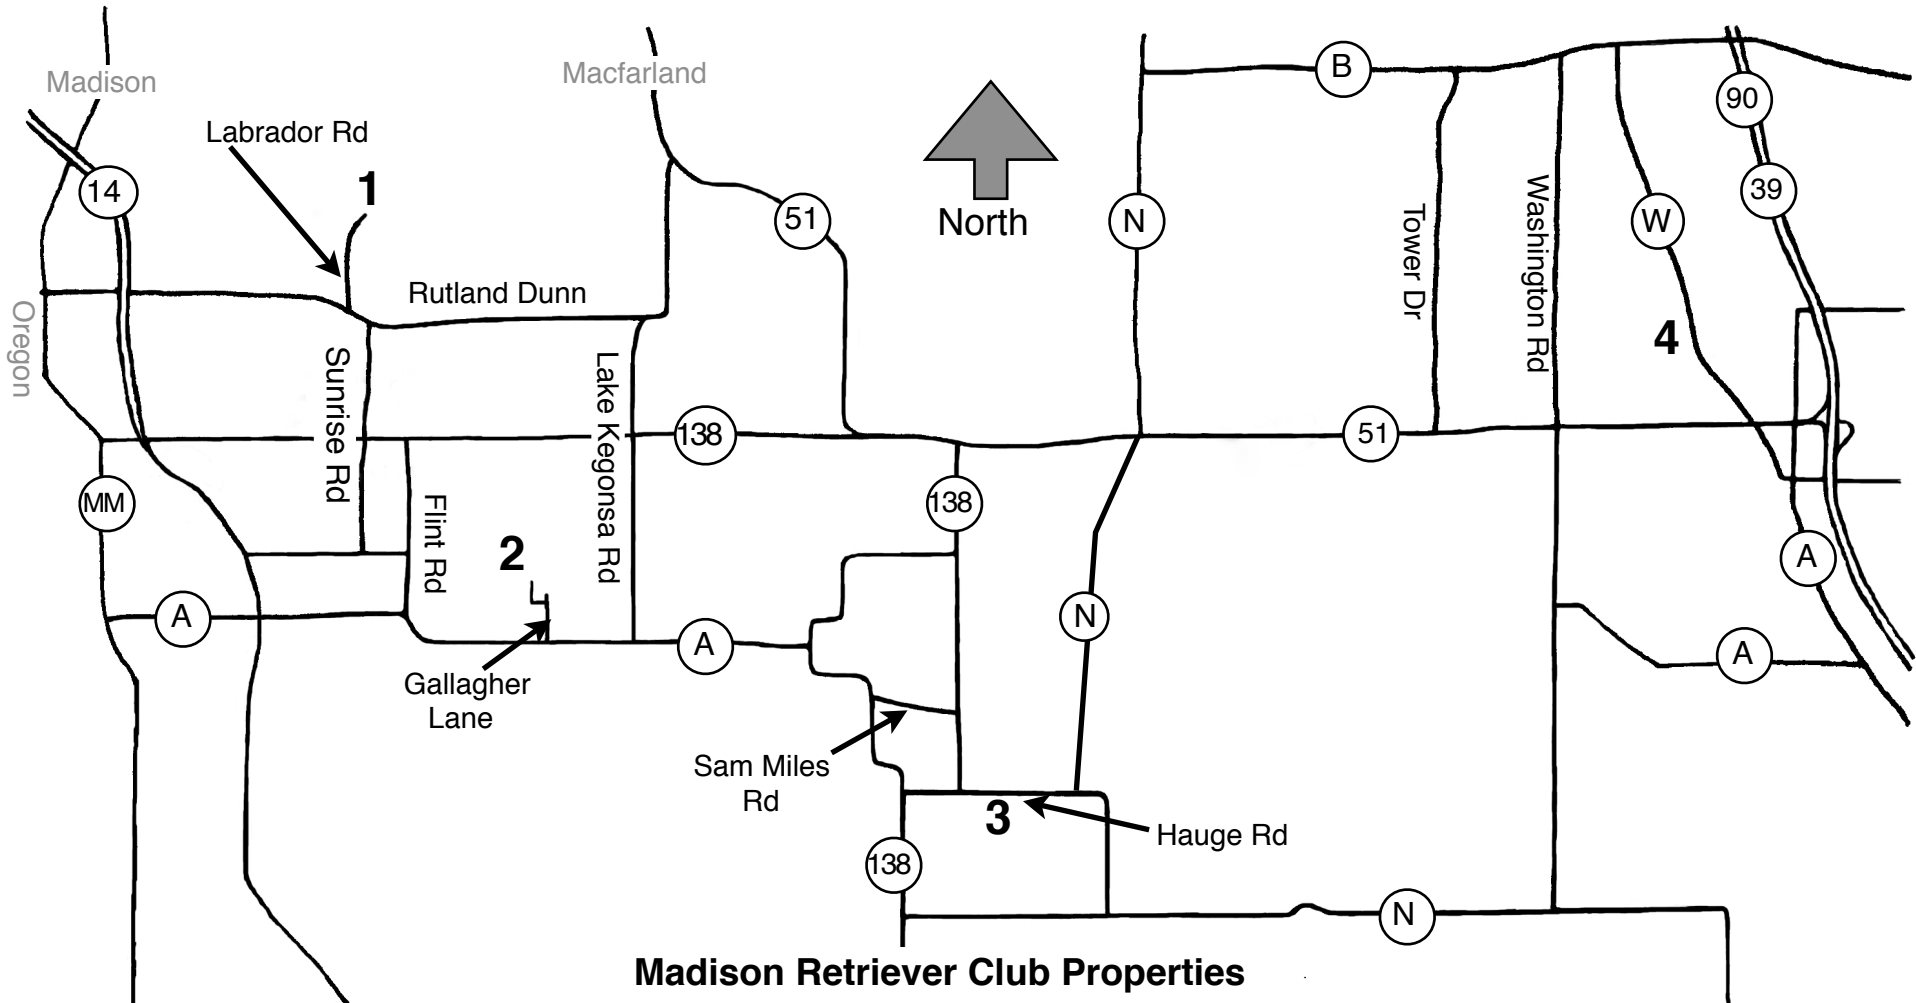 Madison
Macfarland
B
90
Labrador Rd
14
1
39
51
North
N
Tower Dr
Washington Rd
W
Rutland Dunn
Oregon
4
Sunrise Rd
Lake Kegonsa Rd
138
51
MM
Flint Rd
138
2
A
A
N
A
A
Gallagher
Lane
Sam Miles
Rd
3
Hauge Rd
138
N
Madison Retriever Club Properties